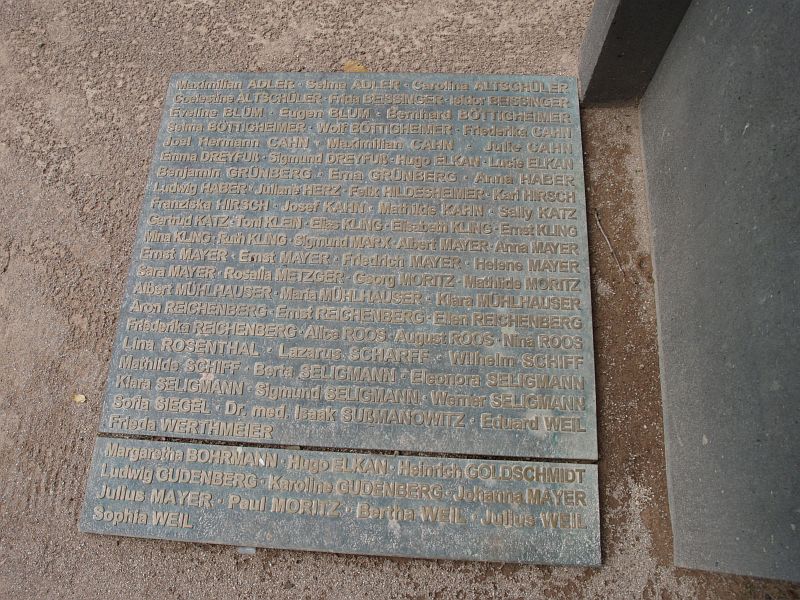 Maximilian ADLER · Selma ADLER · Carolina ALTSCHÜLER
Coelestine ALTSCHÜLER · Frida BEISSINGER · Isidor BEISSINGER
Eveline BLUM · Eugen BLUM · Bernhard BÖTTIGHEIMER
Selma BÖTTIGHEIMER · Wolf BÖTTIGHEIMER · Friederike CAHN
Joel Hermann CAHN · Maximilian CAHN · Julie CAHN
Emma DREYFUß · Sigmund DREYFUß · Hugo ELKAN · Lucie ELKAN
Benjamin GRÜNBERG · Erna GRÜNBERG · Anna HABER
Ludwig HABER · Juliane HERZ · Felix HILDESHEIMER · Karl HIRSCH
Franziska HIRSCH · Josef KAHN · Mathilde KAHN · Sally KATZ
Gertrud KATZ · Toni KLEIN · Elias KLING · Elisabeth KLING · Ernst KLING
Mina KLING · Ruth KLING · Sigmund MARX · Albert MAYER · Anna MAYER
Ernst MAYER · Ernst MAYER · Friedrich MAYER · Helene MAYER
Sara MAYER · Rosalia METZGER · Georg MORITZ · Mathilde MORITZ
Albert MÜHLHAUSER · Maria MÜHLHAUSER · Klara MÜHLHAUSER
Aron REICHENBERG · Ernst REICHENBERG · Ellen REICHENBERG
Friederika REICHENBERG · Alice ROOS · August ROOS · Nina ROOS
Lina ROSENTHAL · Lazarus SCHARFF · Wilhelm SCHIFF
Mathilde SCHIFF · Berta SELIGMANN · Eleonora SELIGMANN
Klara SELIGMANN · Sigmund SELIGMANN · Werner SELIGMANN
Sofia SIEGEL · Dr. med. Isaak SUßMANOWITZ · Eduard WEIL
Frieda WERTHMEIER
Margaretha BOHRMANN · Hugo ELKAN · Heinrich GOLDSCHMIDT
Ludwig GUDENBERG · Karoline GUDENBERG · Johanna MAYER
Julius MAYER · Paul MORITZ · Bertha WEIL · Julius WEIL
Sophia WEIL